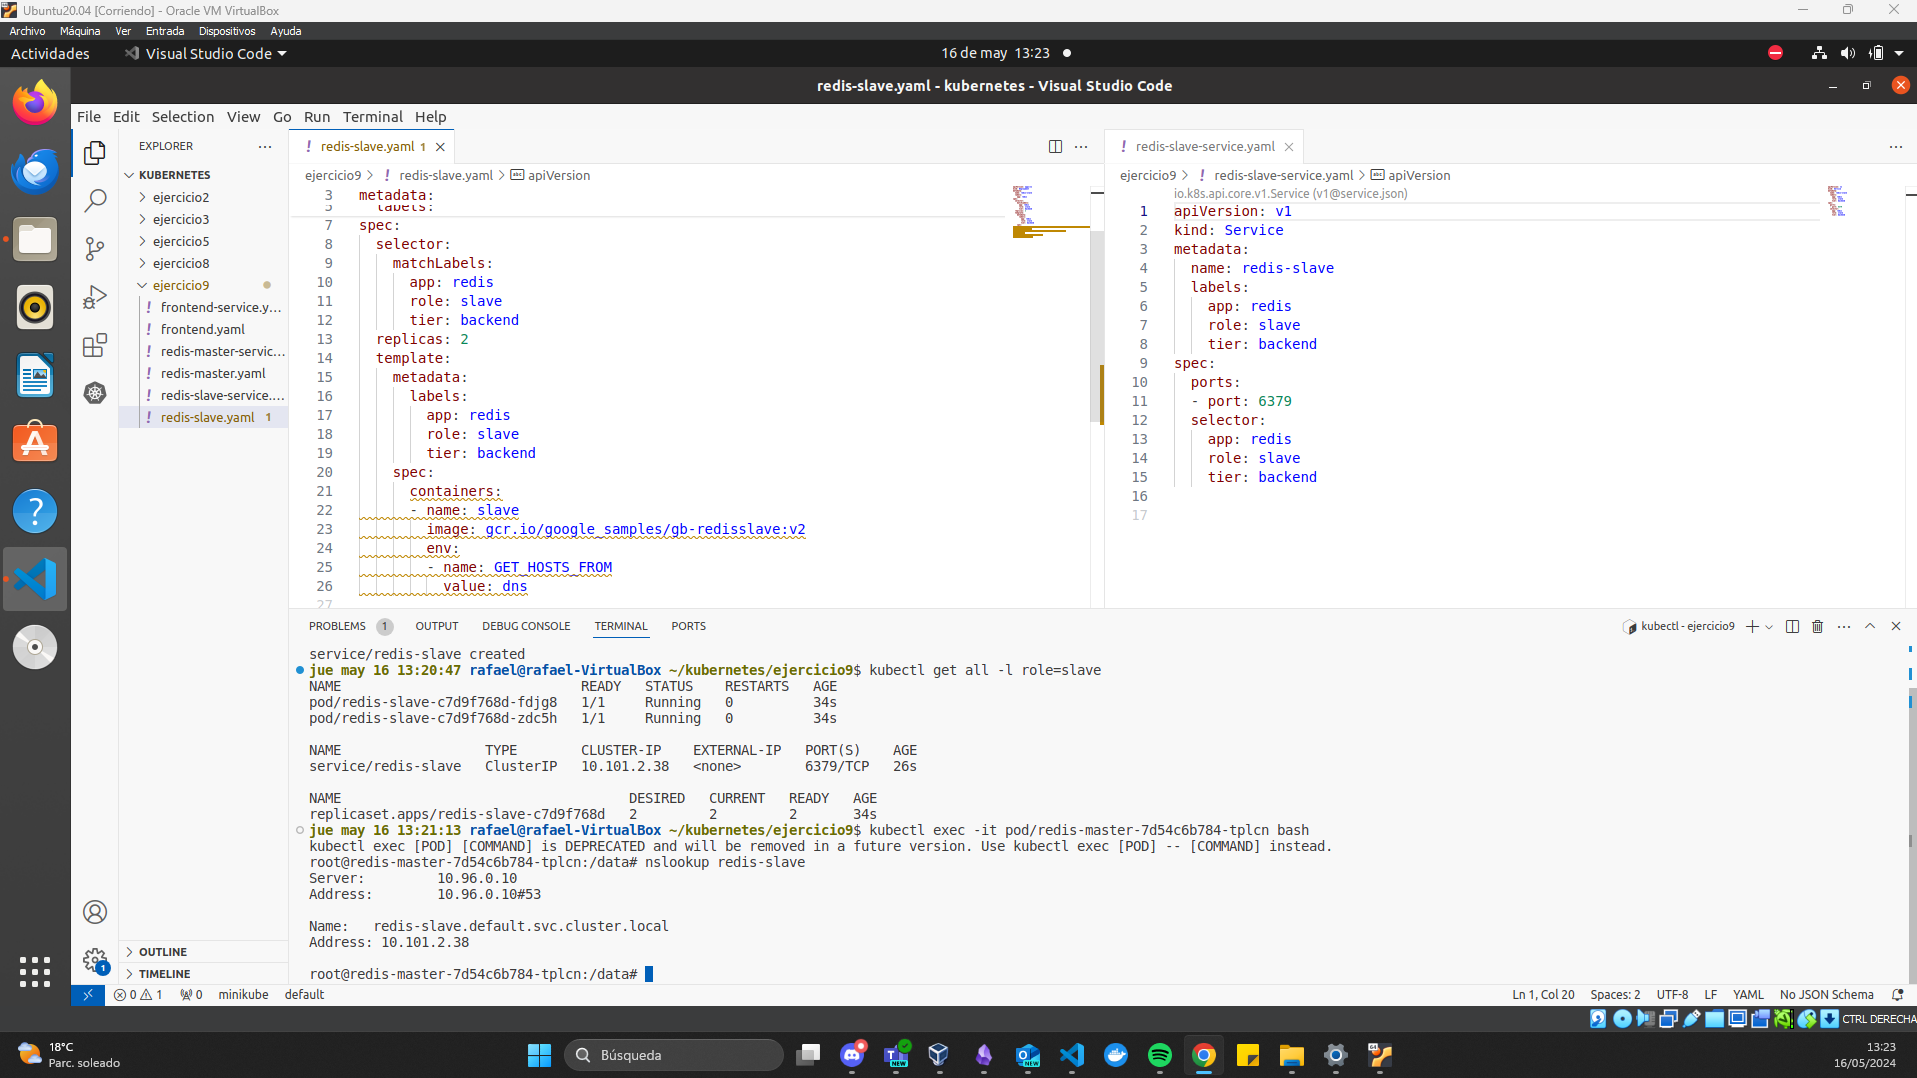 Ubuntu20.04 [Corriendo] - Oracle VM VirtualBox
Archivo Máquina Ver Entrada Dispositivos Ayuda
Actividades Visual Studio Code 16 de may 13:23
redis-slave.yaml - kubernetes - Visual Studio Code
File Edit Selection View Go Run Terminal Help
EXPLORER
KUBERNETES
ejercicio2
ejercicio3
ejercicio5
ejercicio8
ejercicio9
! frontend-service.y...
! frontend.yaml
! redis-master-servic...
! redis-master.yaml
! redis-slave-service....
! redis-slave.yaml 1
OUTLINE
TIMELINE
! redis-slave.yaml 1
ejercicio9 > ! redis-slave.yaml > apiVersion
3 metadata:
5 labels:
7 spec:
8 selector:
9 matchLabels:
10 app: redis
11 role: slave
12 tier: backend
13 replicas: 2
14 template:
15 metadata:
16 labels:
17 app: redis
18 role: slave
19 tier: backend
20 spec:
21 containers:
22 - name: slave
23 image: gcr.io/google_samples/gb-redisslave:v2
24 env:
25 - name: GET_HOSTS_FROM
26 value: dns
27
! redis-slave-service.yaml
ejercicio9 > ! redis-slave-service.yaml > apiVersion
io.k8s.api.core.v1.Service (v1@service.json)
1 apiVersion: v1
2 kind: Service
3 metadata:
4 name: redis-slave
5 labels:
6 app: redis
7 role: slave
8 tier: backend
9 spec:
10 ports:
11 - port: 6379
12 selector:
13 app: redis
14 role: slave
15 tier: backend
16
17
PROBLEMS 1 OUTPUT DEBUG CONSOLE TERMINAL PORTS kubectl - ejercicio9
service/redis-slave created
jue may 16 13:20:47 rafael@rafael-VirtualBox ~/kubernetes/ejercicio9$ kubectl get all -l role=slave
NAME READY STATUS RESTARTS AGE
pod/redis-slave-c7d9f768d-fdjg8 1/1 Running 0 34s
pod/redis-slave-c7d9f768d-zdc5h 1/1 Running 0 34s
NAME TYPE CLUSTER-IP EXTERNAL-IP PORT(S) AGE
service/redis-slave ClusterIP 10.101.2.38 <none> 6379/TCP 26s
NAME DESIRED CURRENT READY AGE
replicaset.apps/redis-slave-c7d9f768d 2 2 2 34s
jue may 16 13:21:13 rafael@rafael-VirtualBox ~/kubernetes/ejercicio9$ kubectl exec -it pod/redis-master-7d54c6b784-tplcn bash
kubectl exec [POD] [COMMAND] is DEPRECATED and will be removed in a future version. Use kubectl exec [POD] -- [COMMAND] instead.
root@redis-master-7d54c6b784-tplcn:/data# nslookup redis-slave
Server: 10.96.0.10
Address: 10.96.0.10#53
Name: redis-slave.default.svc.cluster.local
Address: 10.101.2.38
root@redis-master-7d54c6b784-tplcn:/data#
0 1 0 minikube default Ln 1, Col 20 Spaces: 2 UTF-8 LF YAML No JSON Schema
CTRL DERECHA
18°C
Parc. soleado
Búsqueda
13:23
16/05/2024